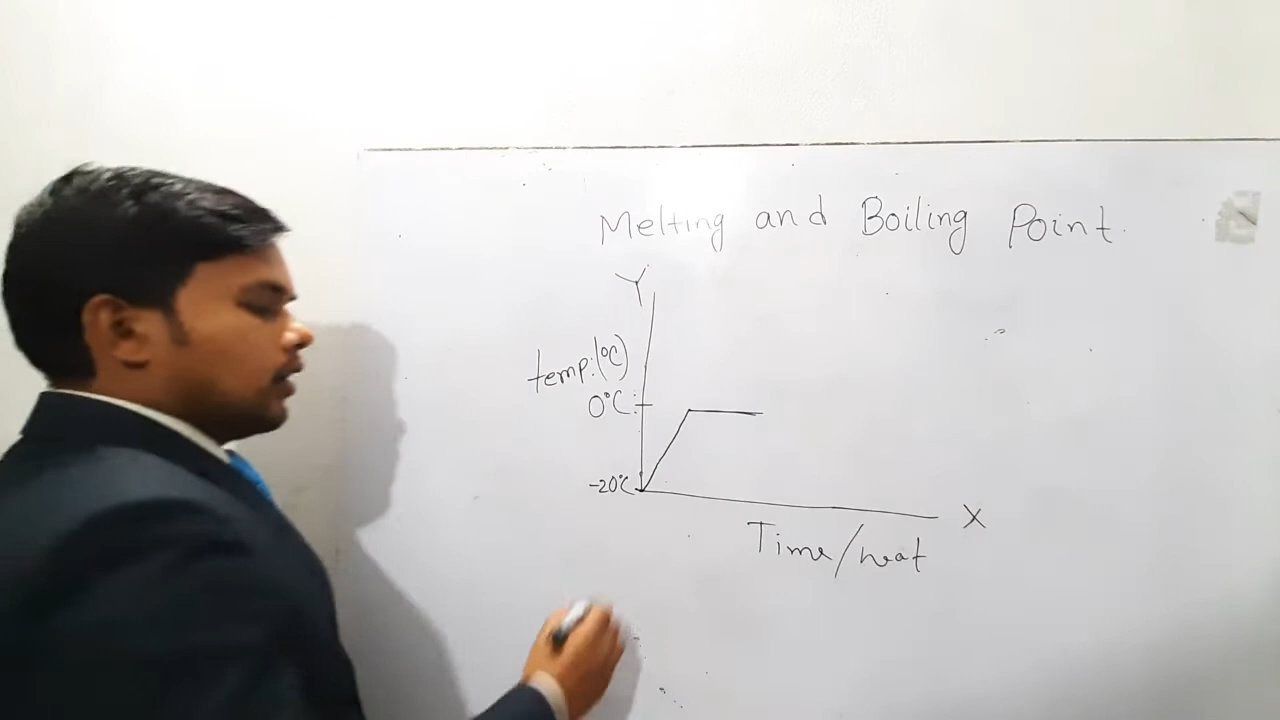 Melting and Boiling Point.
Y
temp:(°C)
0°C
-20°C
X
Time/heat